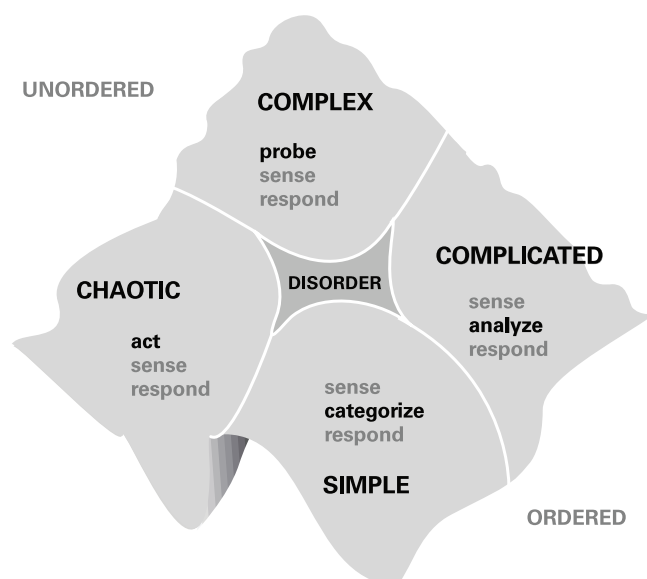 UNORDERED
COMPLEX
probe
sense
respond
COMPLICATED
sense
analyze
respond
DISORDER
CHAOTIC
act
sense
respond
sense
categorize
respond
SIMPLE
ORDERED